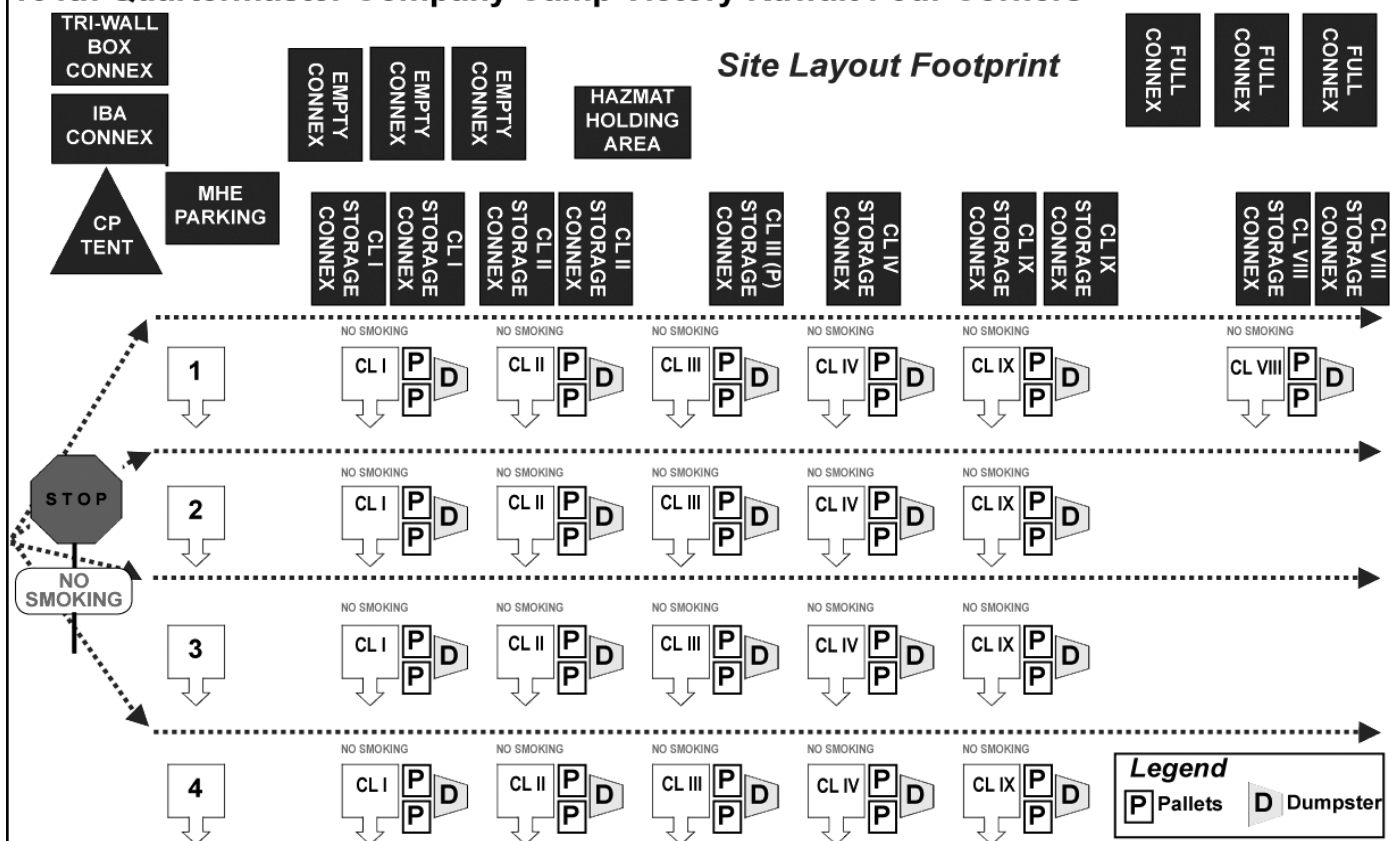 Quartermaster Company Camp Victory Kuwait Four Corners
Site Layout Footprint
TRI-WALL
BOX
CONNEX
IBA
CONNEX
CP
TENT
MHE
PARKING
EMPTY
CONNEX
EMPTY
CONNEX
EMPTY
CONNEX
HAZMAT
HOLDING
AREA
FULL
CONNEX
FULL
CONNEX
FULL
CONNEX
CL I
STORAGE
CONNEX
CL I
STORAGE
CONNEX
CL II
STORAGE
CONNEX
CL II
STORAGE
CONNEX
CL III (P)
STORAGE
CONNEX
CL IV
STORAGE
CONNEX
CL IX
STORAGE
CONNEX
CL IX
STORAGE
CONNEX
CL VIII
STORAGE
CONNEX
CL VIII
STORAGE
CONNEX
STOP
NO
SMOKING
NO SMOKING NO SMOKING NO SMOKING NO SMOKING NO SMOKING NO SMOKING
1 CL I P D CL II P D CL III P D CL IV P D CL IX P D CL VIII P D
P P P P P P
NO SMOKING NO SMOKING NO SMOKING NO SMOKING NO SMOKING
2 CL I P D CL II P D CL III P D CL IV P D CL IX P D
P P P P P
NO SMOKING NO SMOKING NO SMOKING NO SMOKING NO SMOKING
3 CL I P D CL II P D CL III P D CL IV P D CL IX P D
P P P P P
NO SMOKING NO SMOKING NO SMOKING NO SMOKING NO SMOKING
4 CL I P D CL II P D CL III P D CL IV P D CL IX P D
P P P P P
Legend
P Pallets D Dumpster